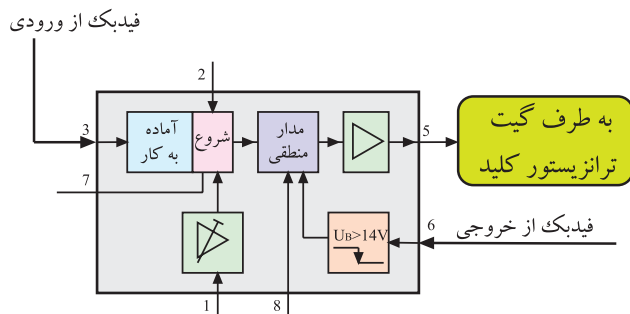 فیدبک از ورودی
2
3
آماده
به کار
شروع
مدار
منطقی
5
به طرف گیت
ترانزیستور کلید
7
UB>14V
6
فیدبک از خروجی
1
8